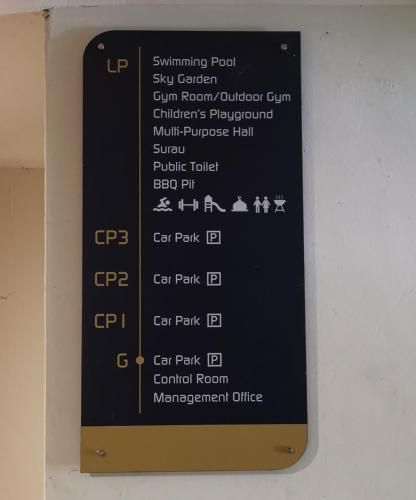 LP Swimming Pool
Sky Garden
Gym Room/Outdoor Gym
Children's Playground
Multi-Purpose Hall
Surau
Public Toilet
BBQ Pit
CP3 Car Park P
CP2 Car Park P
CP1 Car Park P
G Car Park P
Control Room
Management Office